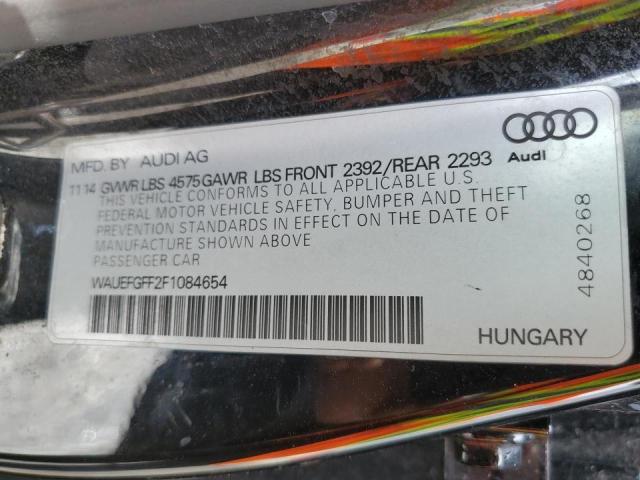 MFD. BY AUDI AG
11 14 GVWR LBS 4575 GAWR LBS FRONT 2392/REAR 2293
THIS VEHICLE CONFORMS TO ALL APPLICABLE U.S.
FEDERAL MOTOR VEHICLE SAFETY, BUMPER AND THEFT
PREVENTION STANDARDS IN EFFECT ON THE DATE OF
MANUFACTURE SHOWN ABOVE
PASSENGER CAR
WAUEFGFF2F1084654
Audi
4840268
HUNGARY